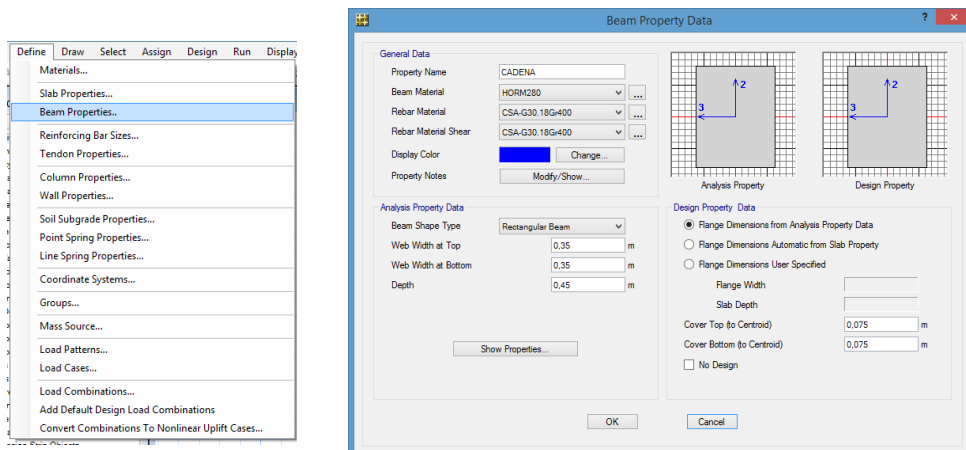 Define Draw Select Assign Design Run Display
Materials...
Slab Properties...
Beam Properties..
Reinforcing Bar Sizes...
Tendon Properties...
Column Properties...
Wall Properties...
Soil Subgrade Properties...
Point Spring Properties...
Line Spring Properties...
Coordinate Systems...
Groups...
Mass Source...
Load Patterns...
Load Cases...
Load Combinations...
Add Default Design Load Combinations
Convert Combinations To Nonlinear Uplift Cases...
Beam Property Data
? ×
General Data
Property Name CADENA
Beam Material HORM280 ...
Rebar Material CSA-G30.18Gr400 ...
Rebar Material Shear CSA-G30.18Gr400 ...
Display Color Change...
Property Notes Modify/Show...
2
3
Analysis Property
2
3
Design Property
Analysis Property Data
Beam Shape Type Rectangular Beam
Web Width at Top 0,35 m
Web Width at Bottom 0,35 m
Depth 0,45 m
Show Properties...
Design Property Data
Flange Dimensions from Analysis Property Data
Flange Dimensions Automatic from Slab Property
Flange Dimensions User Specified
Flange Width
Slab Depth
Cover Top (to Centroid) 0,075 m
Cover Bottom (to Centroid) 0,075 m
No Design
OK Cancel